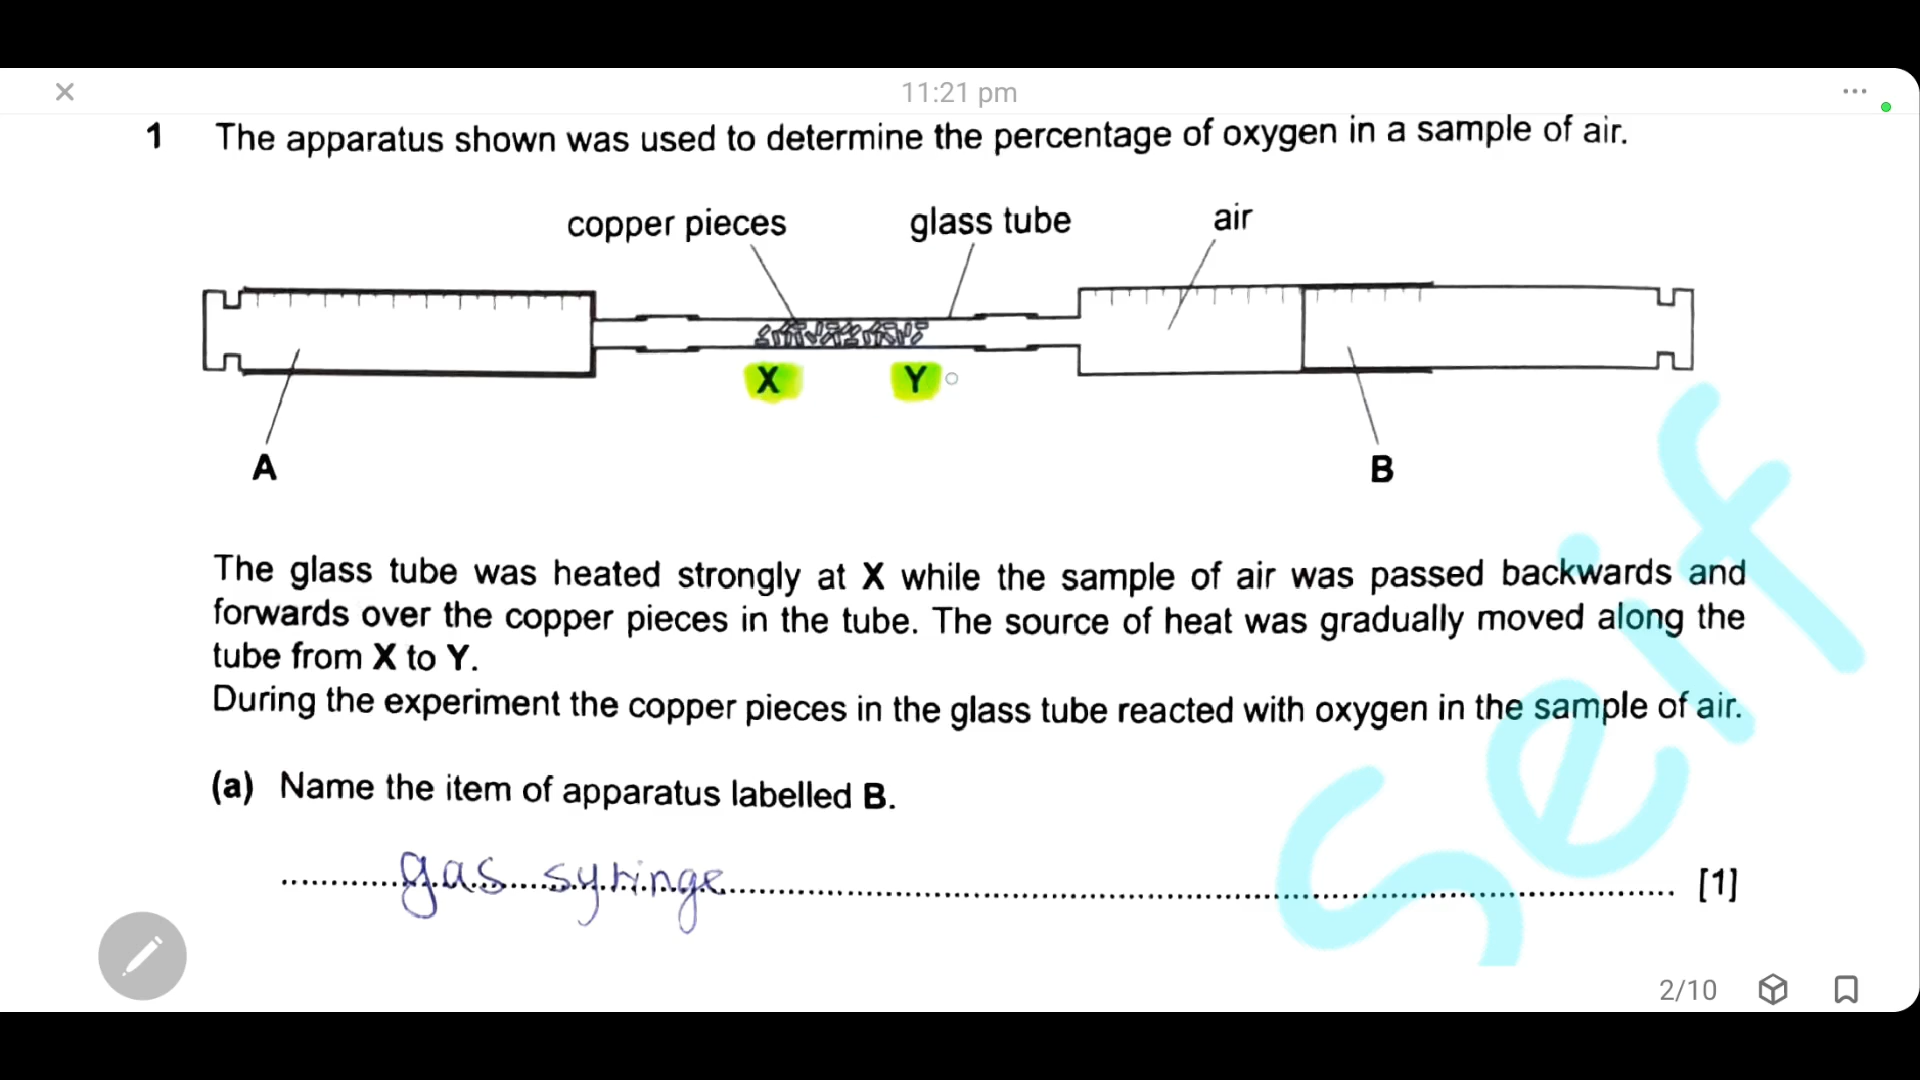 11:21 pm
1 The apparatus shown was used to determine the percentage of oxygen in a sample of air.
copper pieces glass tube air
X Y
A B
The glass tube was heated strongly at X while the sample of air was passed backwards and
forwards over the copper pieces in the tube. The source of heat was gradually moved along the
tube from X to Y.
During the experiment the copper pieces in the glass tube reacted with oxygen in the sample of air.
(a) Name the item of apparatus labelled B.
gas syringe [1]
Seif
2/10